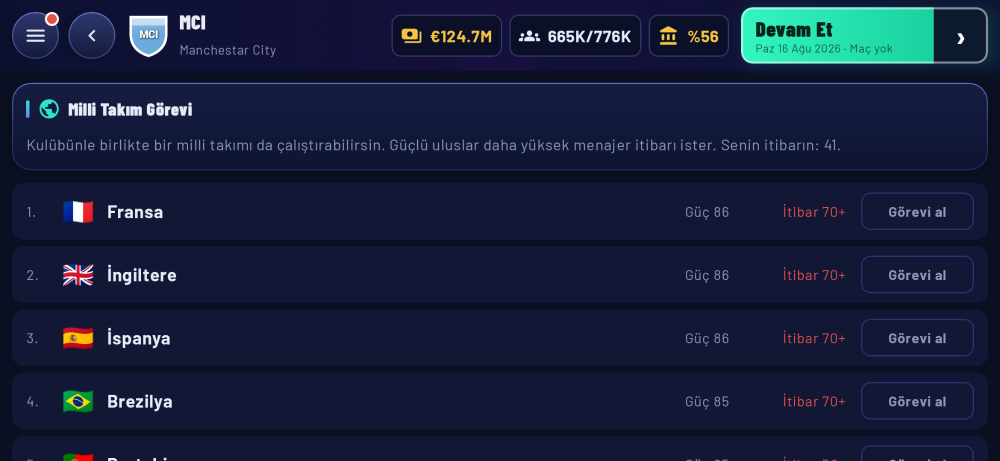 MCI
MCI
Manchestar City
€124.7M
665K/776K
%56
Devam Et
Paz 16 Ağu 2026 · Maç yok
Milli Takım Görevi
Kulübünle birlikte bir milli takımı da çalıştırabilirsin. Güçlü uluslar daha yüksek menajer itibarı ister. Senin itibarın: 41.
1. Fransa Güç 86 İtibar 70+ Görevi al
2. İngiltere Güç 86 İtibar 70+ Görevi al
3. İspanya Güç 86 İtibar 70+ Görevi al
4. Brezilya Güç 85 İtibar 70+ Görevi al